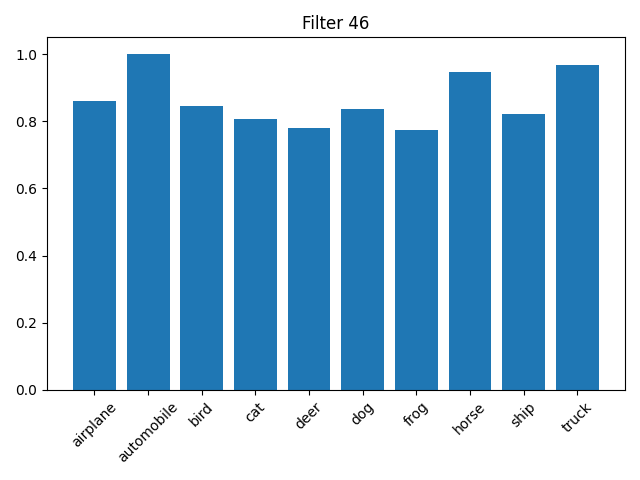 Filter 46
1.0
0.8
0.6
0.4
0.2
0.0
airplane
automobile
bird
cat
deer
dog
frog
horse
ship
truck